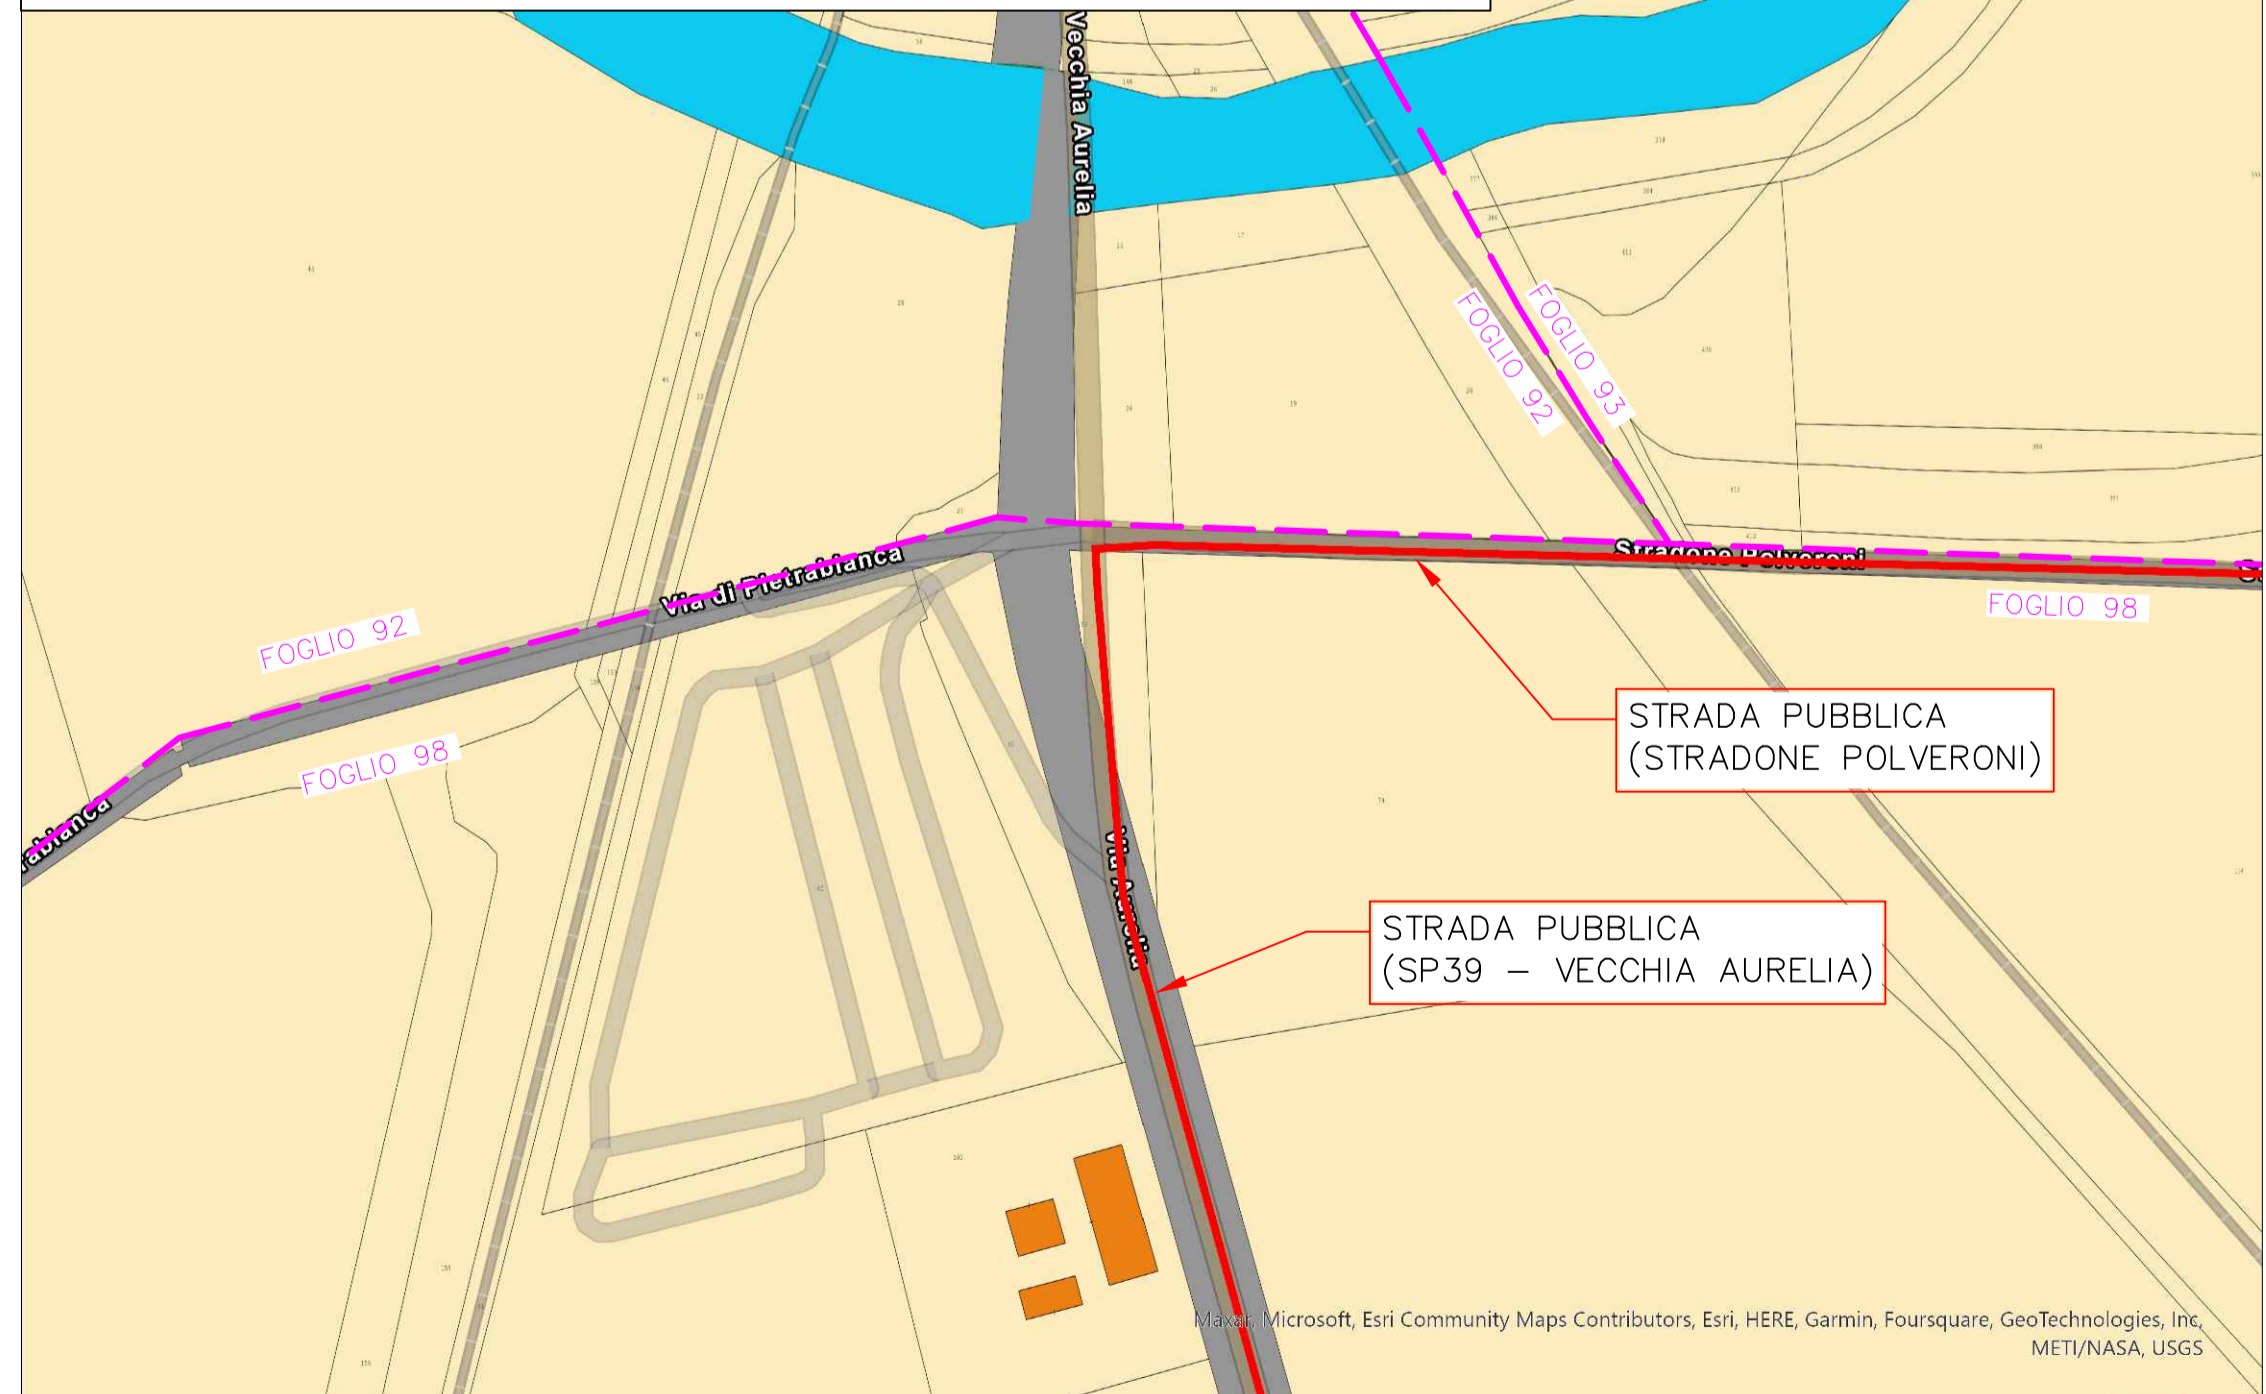 Vecchia Aurelia
FOGLIO 92
FOGLIO 93
Via di Pietrabianca
Stradone Polveroni
FOGLIO 92
FOGLIO 98
FOGLIO 98
STRADA PUBBLICA
(STRADONE POLVERONI)
rabianca
Via Aurelia
STRADA PUBBLICA
(SP39 – VECCHIA AURELIA)
Maxar, Microsoft, Esri Community Maps Contributors, Esri, HERE, Garmin, Foursquare, GeoTechnologies, Inc,
METI/NASA, USGS